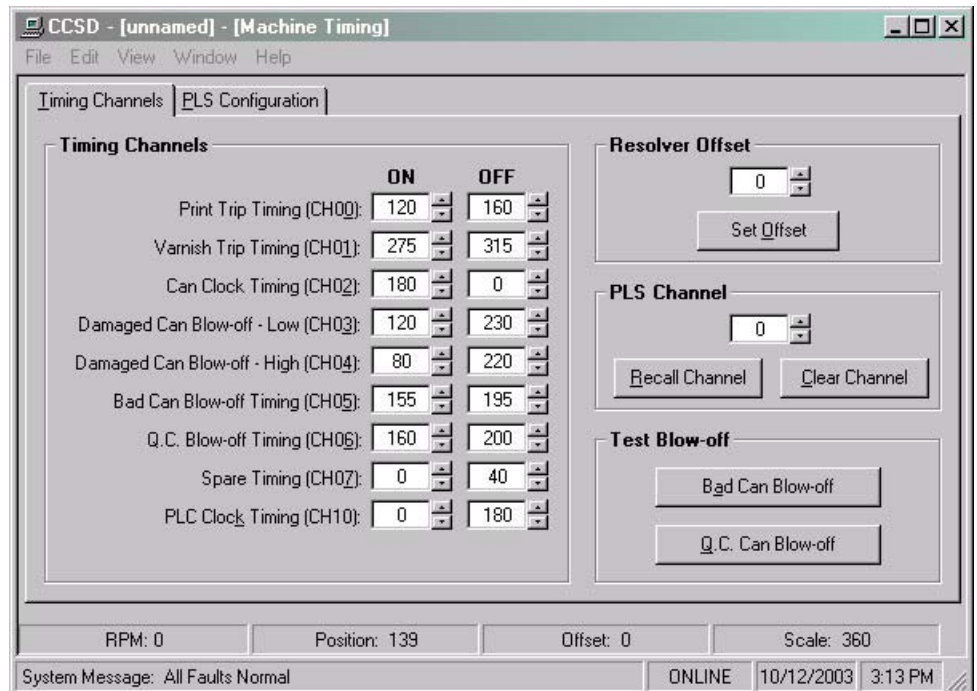 CCSD - [unnamed] - [Machine Timing]
File Edit View Window Help
Timing Channels PLS Configuration
Timing Channels
ON OFF
Print Trip Timing (CH00): 120 160
Varnish Trip Timing (CH01): 275 315
Can Clock Timing (CH02): 180 0
Damaged Can Blow-off - Low (CH03): 120 230
Damaged Can Blow-off - High (CH04): 80 220
Bad Can Blow-off Timing (CH05): 155 195
Q.C. Blow-off Timing (CH06): 160 200
Spare Timing (CH07): 0 40
PLC Clock Timing (CH10): 0 180
Resolver Offset
0
Set Offset
PLS Channel
0
Recall Channel Clear Channel
Test Blow-off
Bad Can Blow-off
Q.C. Can Blow-off
RPM: 0 Position: 139 Offset: 0 Scale: 360
System Message: All Faults Normal ONLINE 10/12/2003 3:13 PM